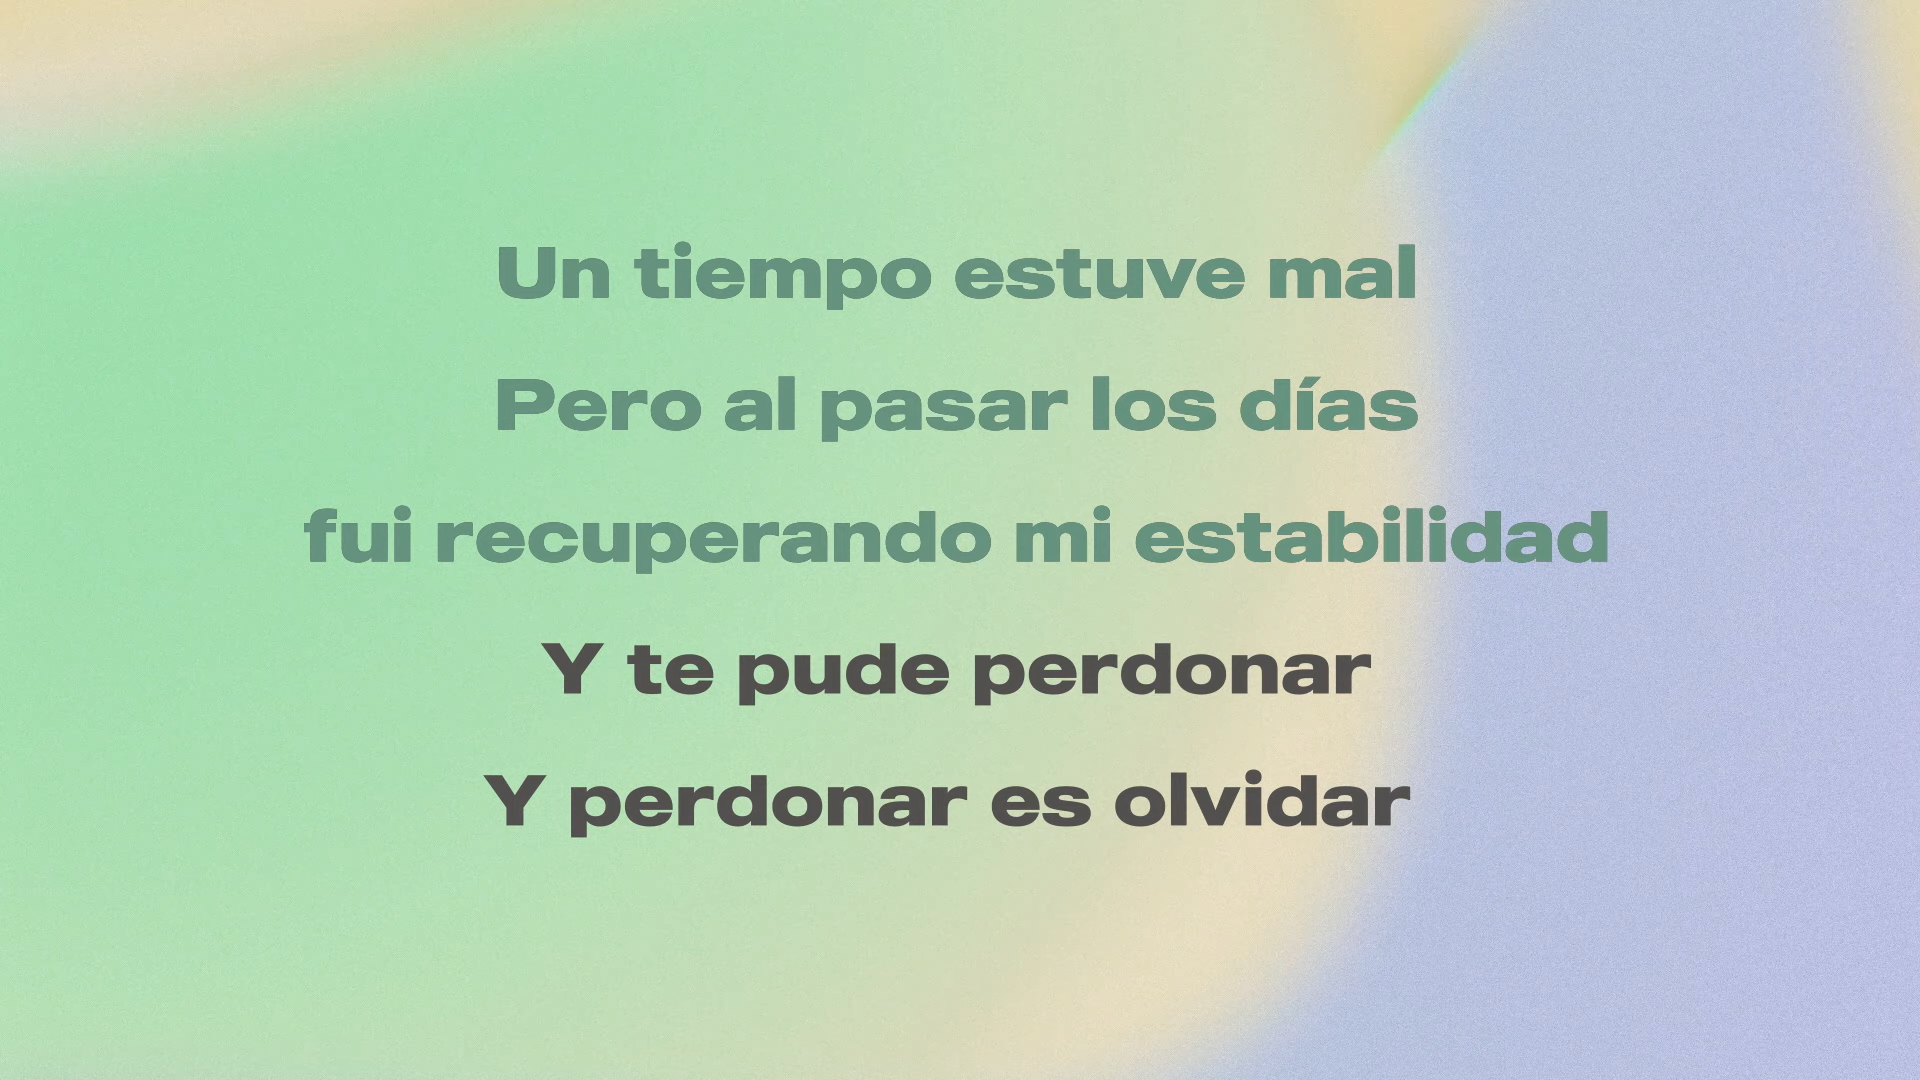 Un tiempo estuve mal
Pero al pasar los días
fui recuperando mi estabilidad
Y te pude perdonar
Y perdonar es olvidar